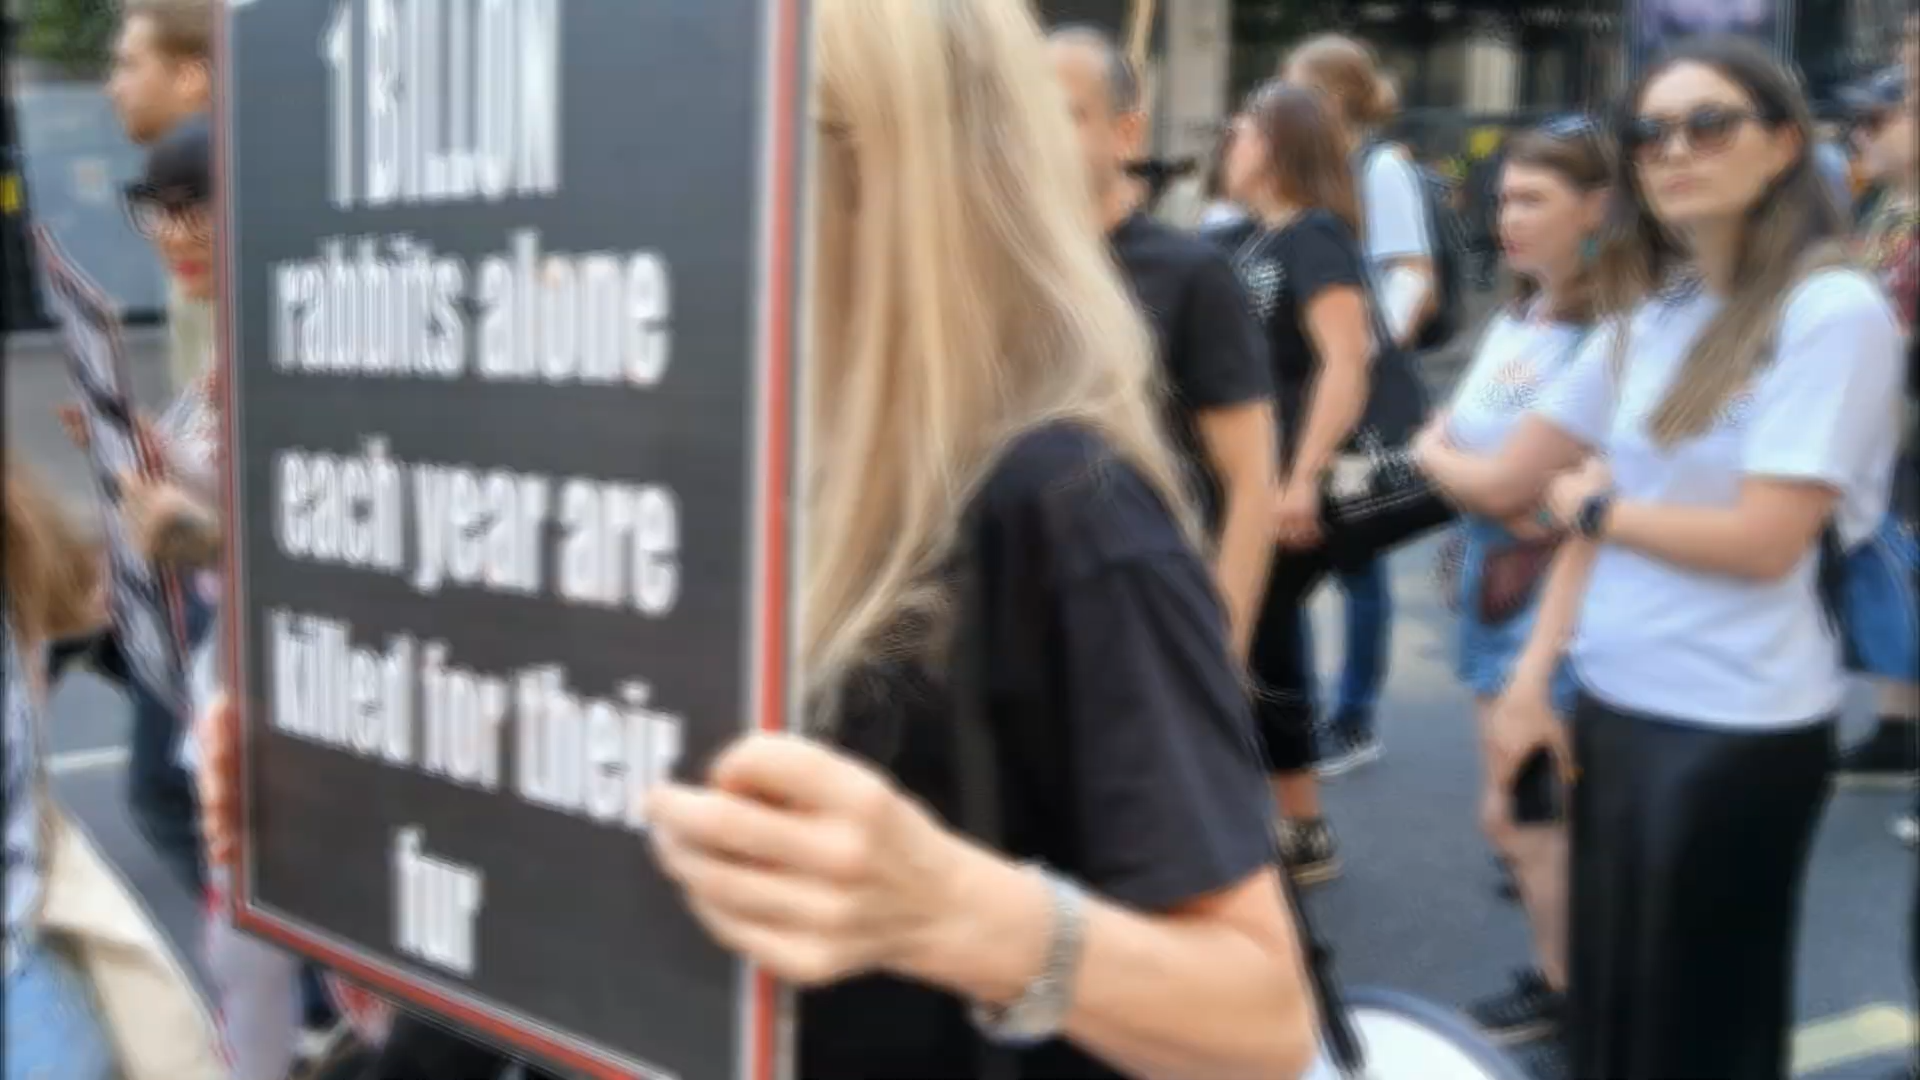 1 BILLION
rabbits alone
each year are
killed for their
fur